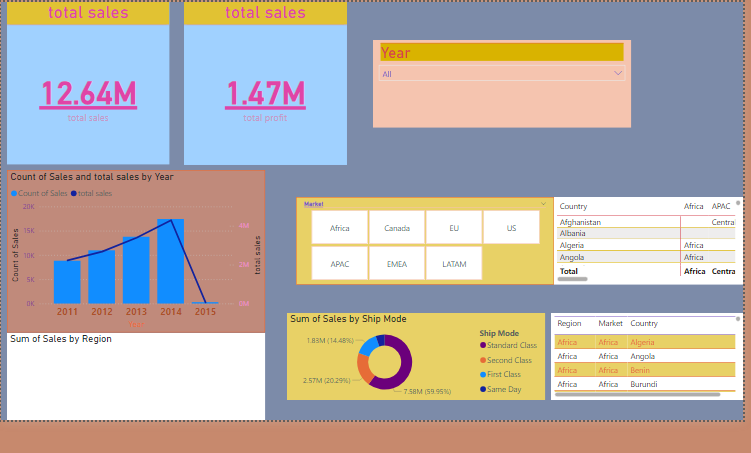 total sales
12.64M
total sales
total sales
1.47M
total profit
Year
All
Count of Sales and total sales by Year
Count of Sales
total sales
Count of Sales
20K
15K
10K
5K
0K
4M
2M
0M
total sales
2011
2012
2013
2014
2015
Year
Sum of Sales by Region
Market
Africa
Canada
EU
US
APAC
EMEA
LATAM
Country Africa APAC
Afghanistan Centra
Albania
Algeria Africa
Angola Africa
Total Africa Centra
Sum of Sales by Ship Mode
1.83M (14.48%)
2.57M (20.29%)
7.58M (59.95%)
Ship Mode
Standard Class
Second Class
First Class
Same Day
Region Market Country
Africa Africa Algeria
Africa Africa Angola
Africa Africa Benin
Africa Africa Burundi